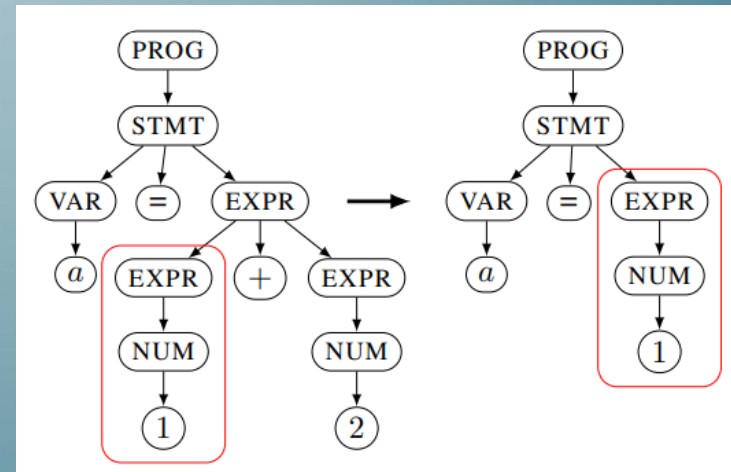 PROG PROG
STMT STMT
VAR = EXPR VAR = EXPR
a EXPR + EXPR a NUM
NUM NUM 1
1 2